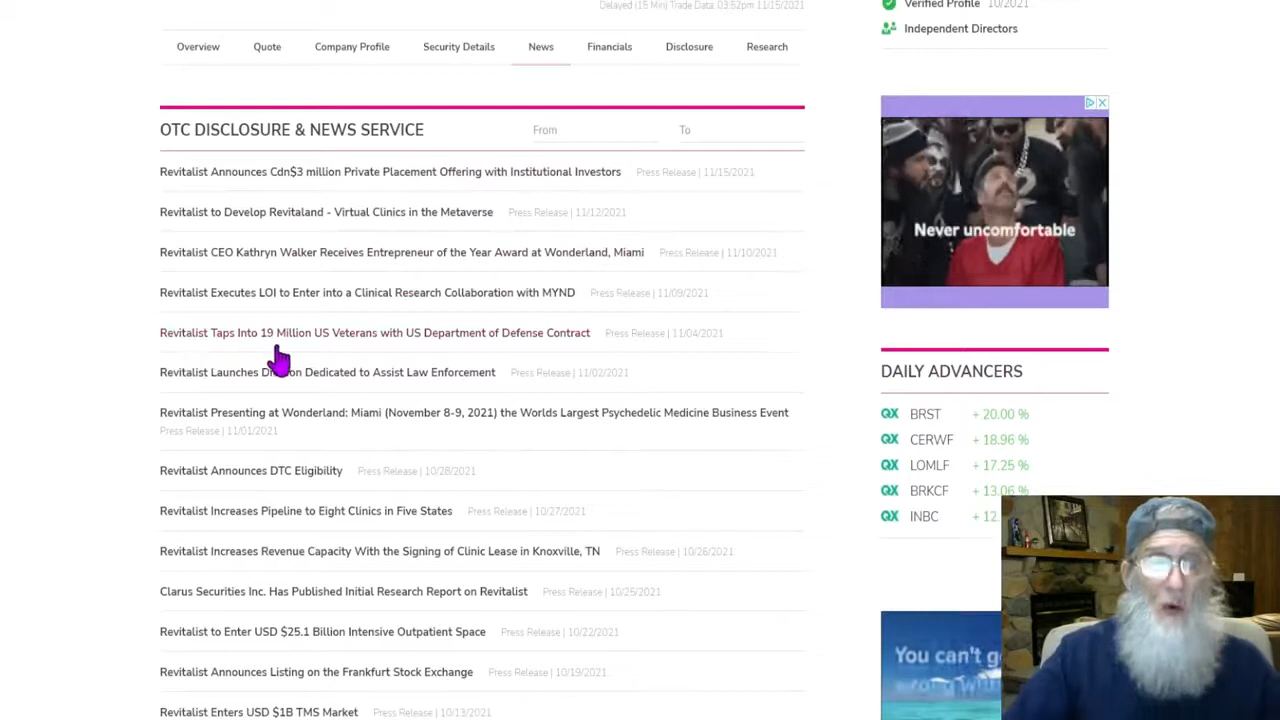 Delayed (15 Min) Trade Data: 03:52pm 11/15/2021
Verified Profile 10/2021
Independent Directors
Overview Quote Company Profile Security Details News Financials Disclosure Research
OTC DISCLOSURE & NEWS SERVICE From To
Revitalist Announces Cdn$3 million Private Placement Offering with Institutional Investors Press Release | 11/15/2021
Revitalist to Develop Revitaland - Virtual Clinics in the Metaverse Press Release | 11/12/2021
Revitalist CEO Kathryn Walker Receives Entrepreneur of the Year Award at Wonderland, Miami Press Release | 11/10/2021
Revitalist Executes LOI to Enter into a Clinical Research Collaboration with MYND Press Release | 11/09/2021
Revitalist Taps Into 19 Million US Veterans with US Department of Defense Contract Press Release | 11/04/2021
Revitalist Launches Dedicated to Assist Law Enforcement Press Release | 11/02/2021
Revitalist Presenting at Wonderland: Miami (November 8-9, 2021) the Worlds Largest Psychedelic Medicine Business Event
Press Release | 11/01/2021
Revitalist Announces DTC Eligibility Press Release | 10/28/2021
Revitalist Increases Pipeline to Eight Clinics in Five States Press Release | 10/27/2021
Revitalist Increases Revenue Capacity With the Signing of Clinic Lease in Knoxville, TN Press Release | 10/26/2021
Clarus Securities Inc. Has Published Initial Research Report on Revitalist Press Release | 10/25/2021
Revitalist to Enter USD $25.1 Billion Intensive Outpatient Space Press Release | 10/22/2021
Revitalist Announces Listing on the Frankfurt Stock Exchange Press Release | 10/19/2021
Revitalist Enters USD $1B TMS Market Press Release | 10/13/2021
Never uncomfortable
DAILY ADVANCERS
QX BRST + 20.00 %
QX CERWF + 18.96 %
QX LOMLF + 17.25 %
QX BRKCF + 13.06 %
QX INBC + 12.
You can't